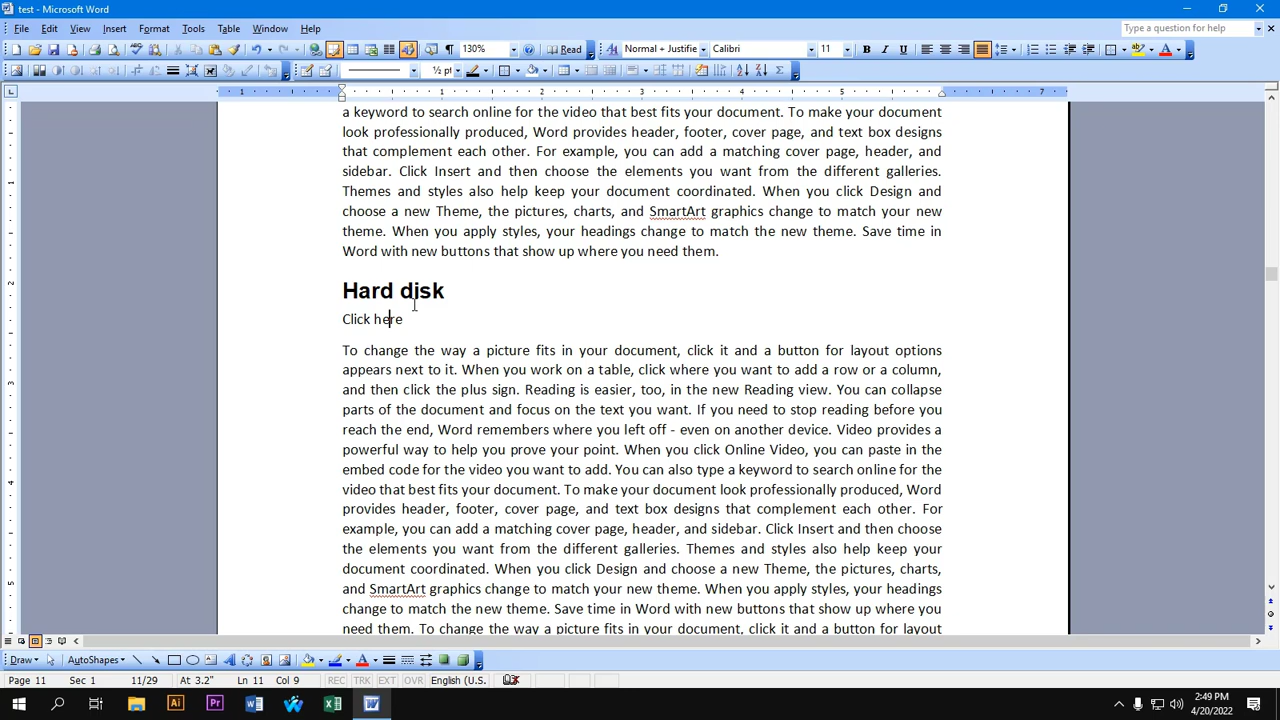 test - Microsoft Word
File Edit View Insert Format Tools Table Window Help
Type a question for help
130% Read Normal + Justifie Calibri 11 B I U
½ pt
1 1 2 3 4 5 6 7
a keyword to search online for the video that best fits your document. To make your document
look professionally produced, Word provides header, footer, cover page, and text box designs
that complement each other. For example, you can add a matching cover page, header, and
sidebar. Click Insert and then choose the elements you want from the different galleries.
Themes and styles also help keep your document coordinated. When you click Design and
choose a new Theme, the pictures, charts, and SmartArt graphics change to match your new
theme. When you apply styles, your headings change to match the new theme. Save time in
Word with new buttons that show up where you need them.
Hard disk
Click here
To change the way a picture fits in your document, click it and a button for layout options
appears next to it. When you work on a table, click where you want to add a row or a column,
and then click the plus sign. Reading is easier, too, in the new Reading view. You can collapse
parts of the document and focus on the text you want. If you need to stop reading before you
reach the end, Word remembers where you left off - even on another device. Video provides a
powerful way to help you prove your point. When you click Online Video, you can paste in the
embed code for the video you want to add. You can also type a keyword to search online for the
video that best fits your document. To make your document look professionally produced, Word
provides header, footer, cover page, and text box designs that complement each other. For
example, you can add a matching cover page, header, and sidebar. Click Insert and then choose
the elements you want from the different galleries. Themes and styles also help keep your
document coordinated. When you click Design and choose a new Theme, the pictures, charts,
and SmartArt graphics change to match your new theme. When you apply styles, your headings
change to match the new theme. Save time in Word with new buttons that show up where you
need them. To change the way a picture fits in your document, click it and a button for layout
Draw AutoShapes
Page 11 Sec 1 11/29 At 3.2" Ln 11 Col 9 REC TRK EXT OVR English (U.S.
2:49 PM
4/20/2022